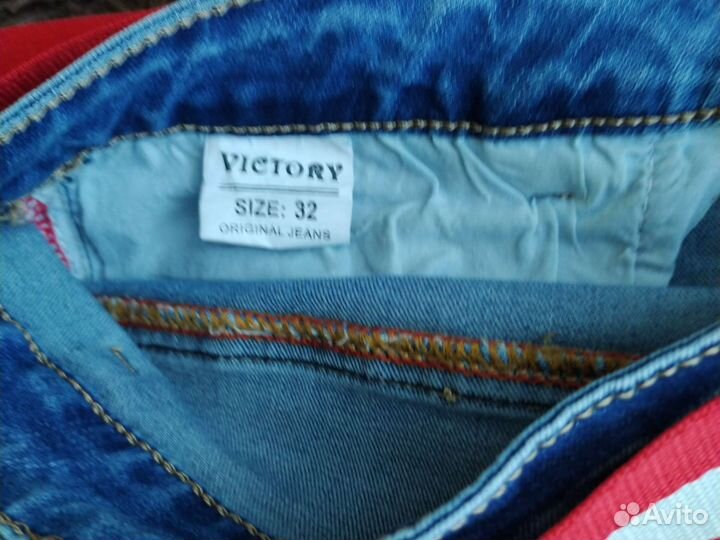 VICTORY
SIZE: 32
ORIGINAL JEANS
Avito